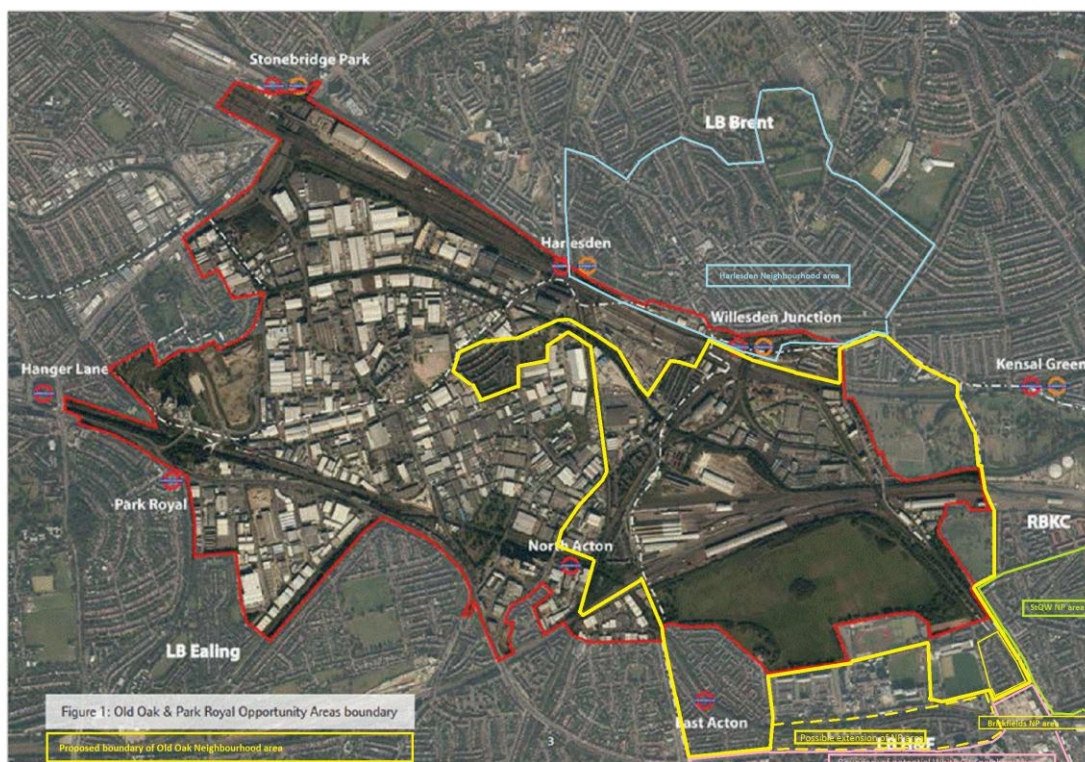 Stonebridge Park
LB Brent
Harlesden
Harlesden Neighbourhood area
Willesden Junction
Hanger Lane
Kensal Green
Park Royal
North Acton
RBKC
StQW NP area
LB Ealing
East Acton
Figure 1: Old Oak & Park Royal Opportunity Areas boundary
Brickfields NP area
3
Possible extension of NP area
LB H&F
Proposed boundary of Old Oak Neighbourhood area